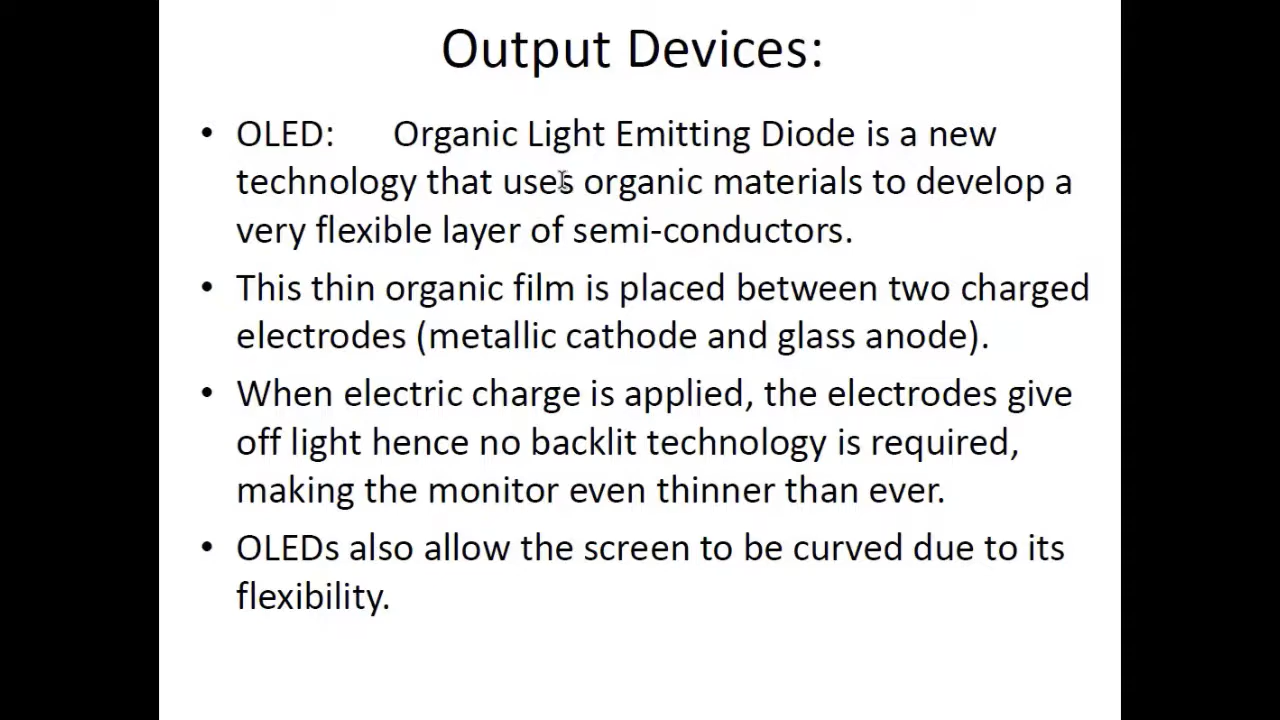 Output Devices:
• OLED: Organic Light Emitting Diode is a new
technology that uses organic materials to develop a
very flexible layer of semi-conductors.
• This thin organic film is placed between two charged
electrodes (metallic cathode and glass anode).
• When electric charge is applied, the electrodes give
off light hence no backlit technology is required,
making the monitor even thinner than ever.
• OLEDs also allow the screen to be curved due to its
flexibility.